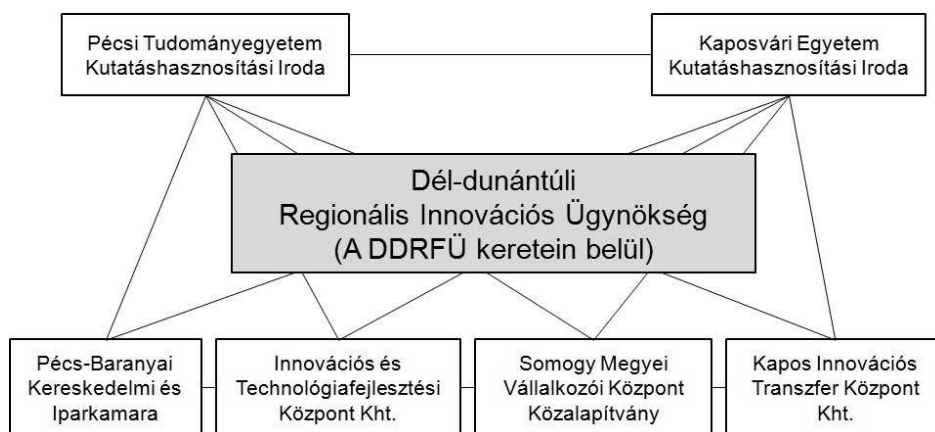 Pécsi Tudományegyetem
Kutatáshasznosítási Iroda
Kaposvári Egyetem
Kutatáshasznosítási Iroda
Dél-dunántúli
Regionális Innovációs Ügynökség
(A DDRFÜ keretein belül)
Pécs-Baranyai
Kereskedelmi és
Iparkamara
Innovációs és
Technológiafejlesztési
Központ Kht.
Somogy Megyei
Vállalkozói Központ
Közalapítvány
Kapos Innovációs
Transzfer Központ
Kht.